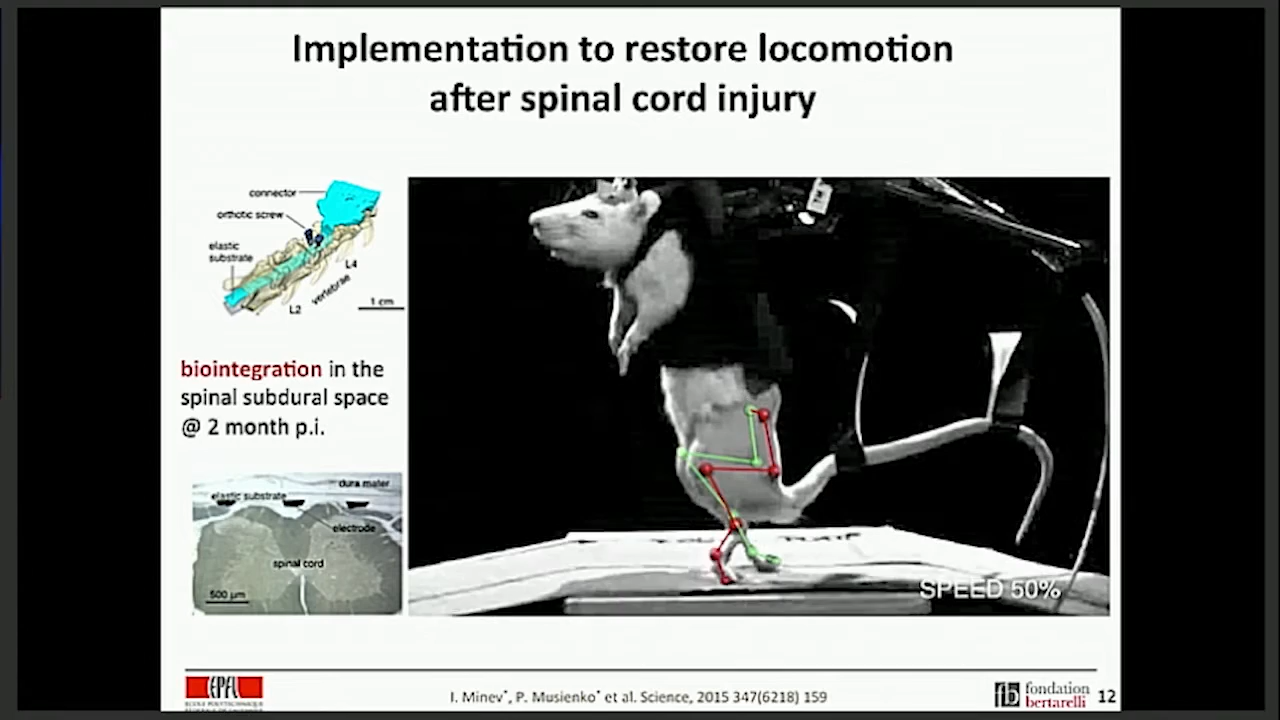 Implementation to restore locomotion
after spinal cord injury
connector
orthotic screw
elastic
substrate
L4
vertebrae
L2
1 cm
biointegration in the
spinal subdural space
@ 2 month p.i.
dura mater
elastic substrate
electrode
spinal cord
500 µm
SPEED 50%
EPFL
ECOLE POLYTECHNIQUE
I. Minev*, P. Musienko* et al. Science, 2015 347(6218) 159
fb fondation
bertarelli
12